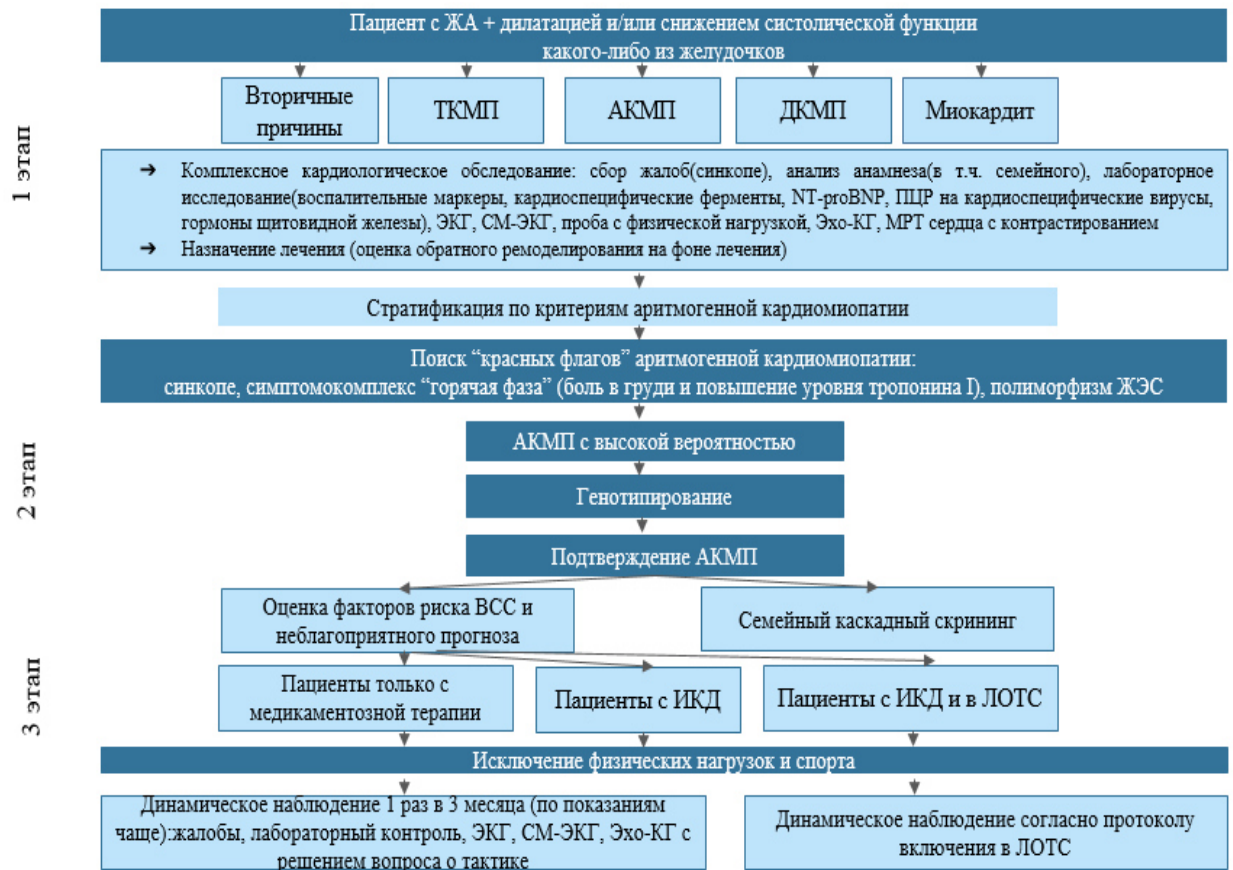 Пациент с ЖА + дилатацией и/или снижением систолической функции
какого-либо из желудочков
Вторичные
причины
ТКМП
АКМП
ДКМП
Миокардит
1 этап
➔ Комплексное кардиологическое обследование: сбор жалоб(синкопе), анализ анамнеза(в т.ч. семейного), лабораторное
исследование(воспалительные маркеры, кардиоспецифические ферменты, NT-proBNP, ПЦР на кардиоспецифические вирусы,
гормоны щитовидной железы), ЭКГ, СМ-ЭКГ, проба с физической нагрузкой, Эхо-КГ, МРТ сердца с контрастированием
➔ Назначение лечения (оценка обратного ремоделирования на фоне лечения)
Стратификация по критериям аритмогенной кардиомиопатии
Поиск “красных флагов” аритмогенной кардиомиопатии:
синкопе, симптомокомплекс “горячая фаза” (боль в груди и повышение уровня тропонина I), полиморфизм ЖЭС
2 этап
АКМП с высокой вероятностью
Генотипирование
Подтверждение АКМП
Оценка факторов риска ВСС и
неблагоприятного прогноза
Семейный каскадный скрининг
3 этап
Пациенты только с
медикаментозной терапии
Пациенты с ИКД
Пациенты с ИКД и в ЛОТС
Исключение физических нагрузок и спорта
Динамическое наблюдение 1 раз в 3 месяца (по показаниям
чаще):жалобы, лабораторный контроль, ЭКГ, СМ-ЭКГ, Эхо-КГ с
решением вопроса о тактике
Динамическое наблюдение согласно протоколу
включения в ЛОТС